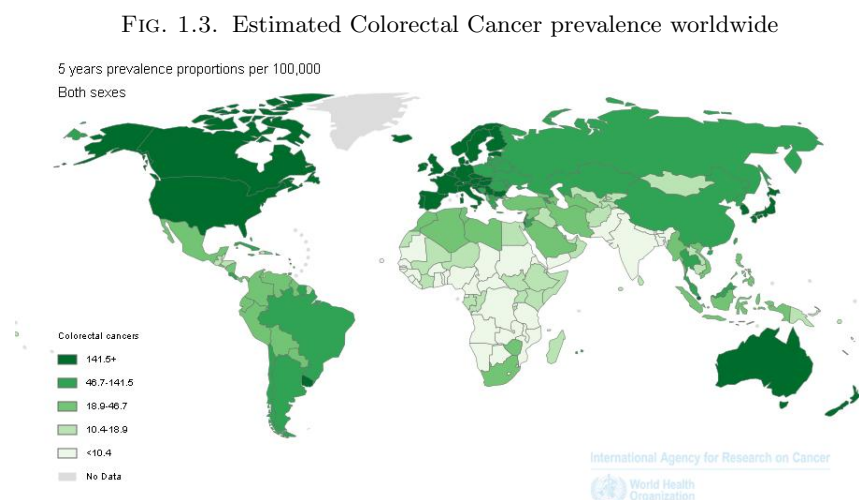 FIG. 1.3. Estimated Colorectal Cancer prevalence worldwide
5 years prevalence proportions per 100,000
Both sexes
Colorectal cancers
141.5+
46.7-141.5
18.9-46.7
10.4-18.9
<10.4
No Data
International Agency for Research on Cancer
World Health
Organization